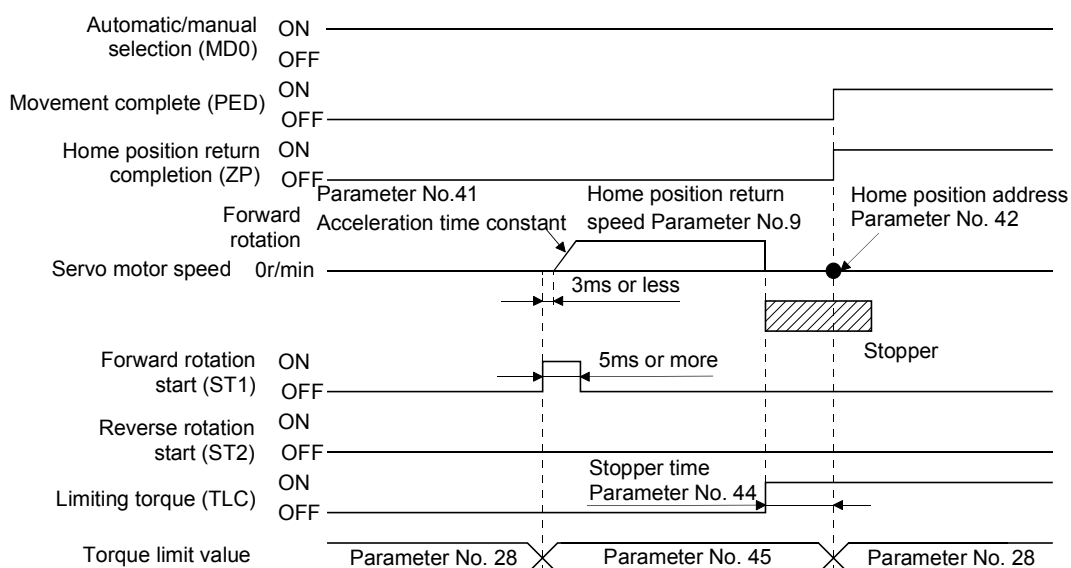 Automatic/manual
selection (MD0)
ON
OFF
Movement complete (PED)
ON
OFF
Home position return
completion (ZP)
ON
OFF
Parameter No.41
Acceleration time constant
Home position return
speed Parameter No.9
Home position address
Parameter No. 42
Forward
rotation
Servo motor speed
0r/min
3ms or less
Stopper
Forward rotation
start (ST1)
ON
OFF
5ms or more
Reverse rotation
start (ST2)
ON
OFF
Stopper time
Parameter No. 44
Limiting torque (TLC)
ON
OFF
Torque limit value
Parameter No. 28
Parameter No. 45
Parameter No. 28